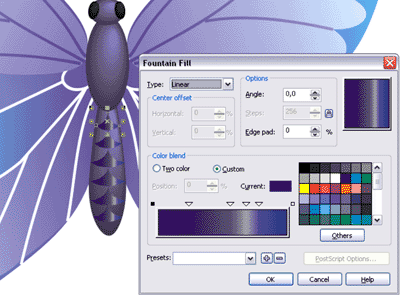 Fountain Fill
Type: Linear
Options
Angle: 0,0
Steps: 256
Edge pad: 0 %
Center offset
Horizontal: 0 %
Vertical: 0 %
Color blend
Two color Custom
Position: 0 % Current:
Others
Presets:
PostScript Options...
OK Cancel Help